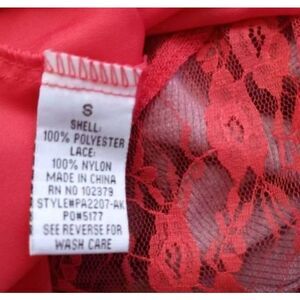 S
SHELL:
100% POLYESTER
LACE:
100% NYLON
MADE IN CHINA
RN NO 102379
STYLE#PA2207-AK
PO#5177
SEE REVERSE FOR
WASH CARE